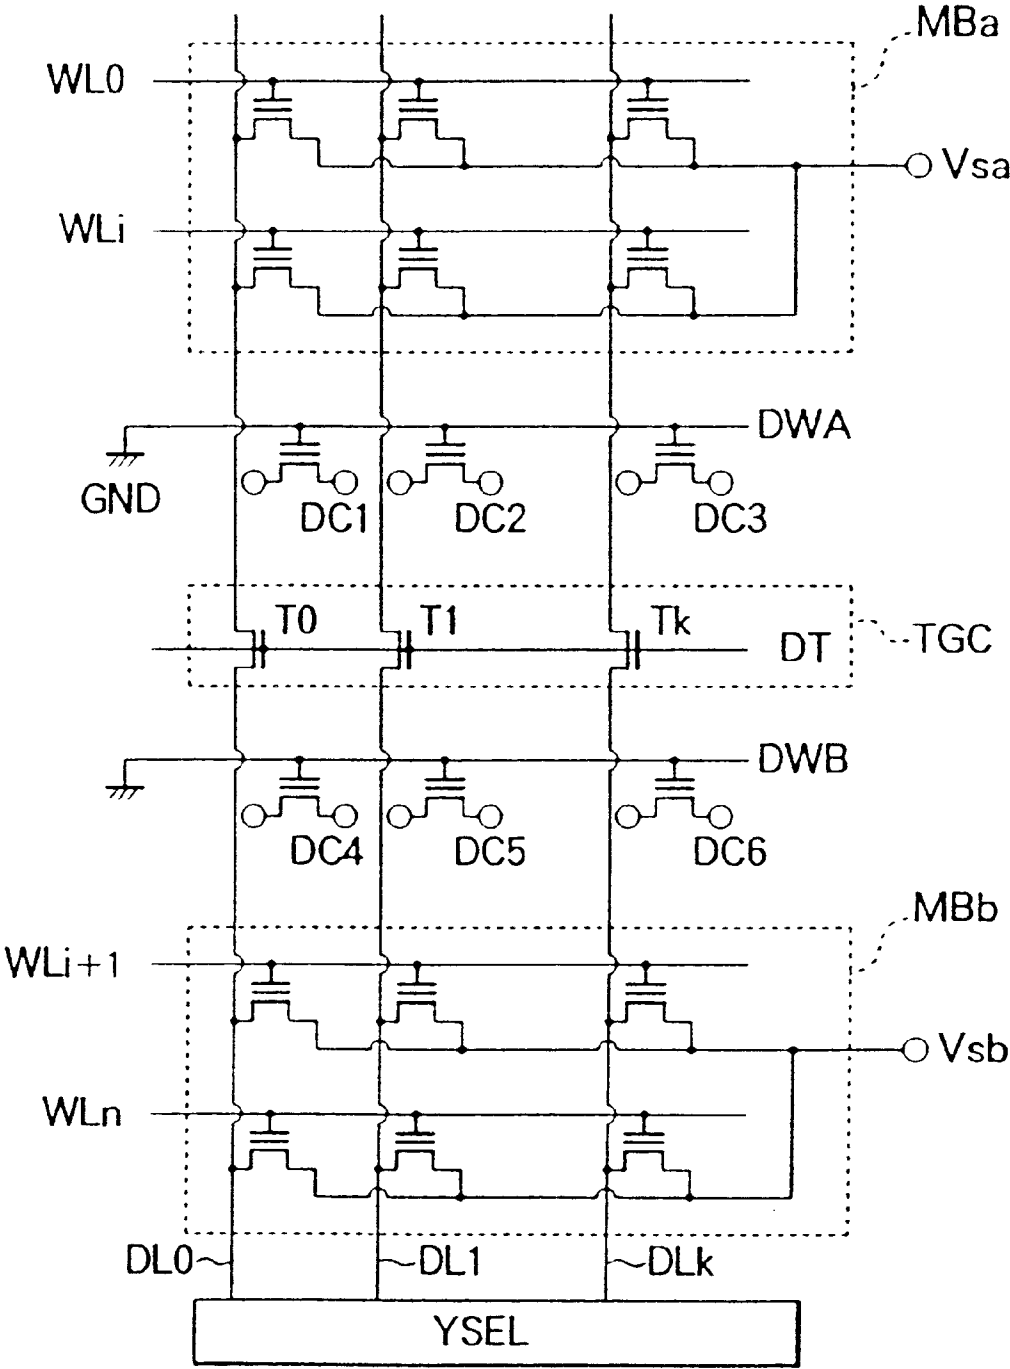 MBa
WL0
Vsa
WLi
DWA
GND
DC1
DC2
DC3
T0
T1
Tk
DT
TGC
DWB
DC4
DC5
DC6
MBb
WLi+1
Vsb
WLn
DL0
DL1
DLk
YSEL